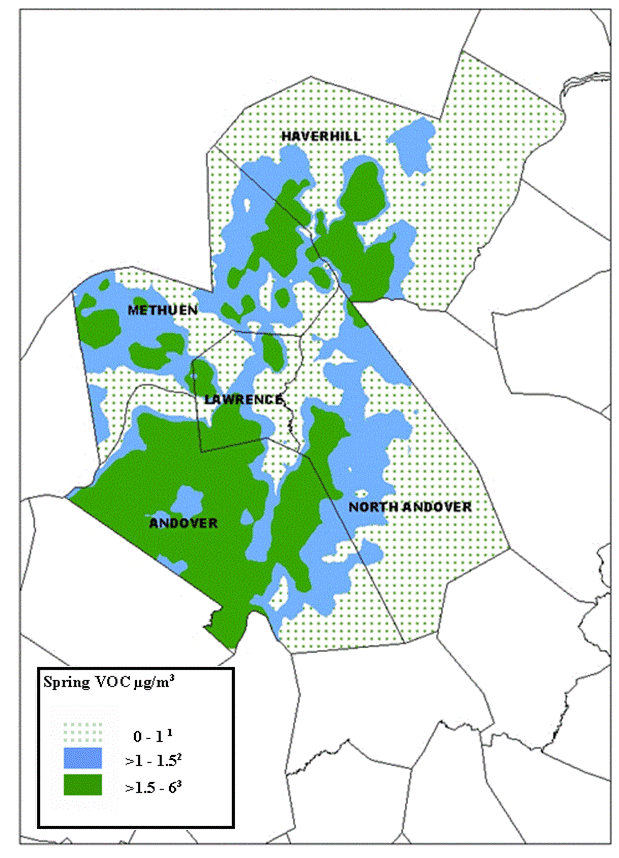 HAVERHILL
METHUEN
LAWRENCE
NORTH ANDOVER
ANDOVER
Spring VOC µg/m³
0 - 1 ¹
>1 - 1.5²
>1.5 - 6³